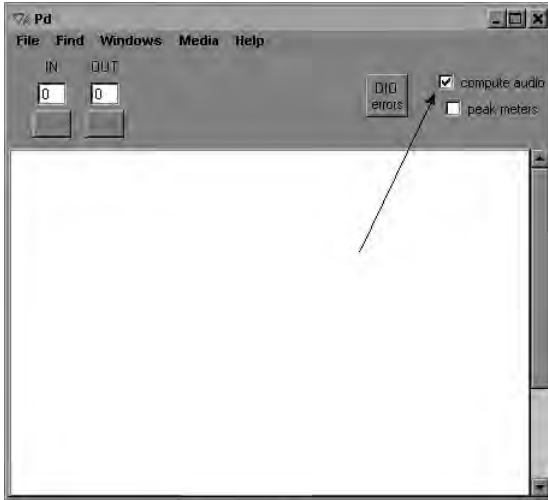 Pd
File Find Windows Media Help
IN OUT
0 0
DIO
errors
compute audio
peak meters